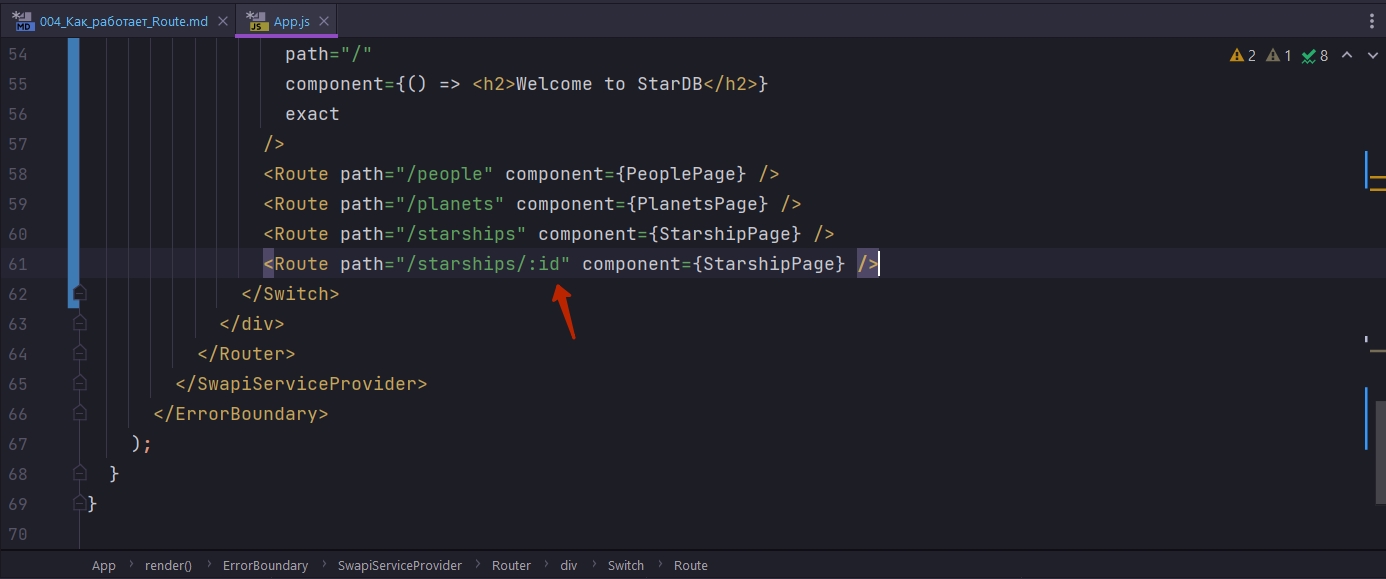 MD 004_Как_работает_Route.md JS App.js
54 path="/"
2 1 8
55 component={() => <h2>Welcome to StarDB</h2>}
56 exact
57 />
58 <Route path="/people" component={PeoplePage} />
59 <Route path="/planets" component={PlanetsPage} />
60 <Route path="/starships" component={StarshipPage} />
61 <Route path="/starships/:id" component={StarshipPage} />
62 </Switch>
63 </div>
64 </Router>
65 </SwapiServiceProvider>
66 </ErrorBoundary>
67 );
68 }
69 }
70
App › render() › ErrorBoundary › SwapiServiceProvider › Router › div › Switch › Route